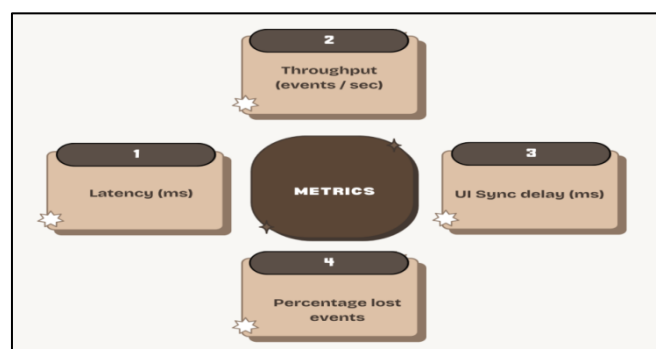 2
Throughput
(events / sec)
1
Latency (ms)
METRICS
3
UI Sync delay (ms)
4
Percentage lost
events